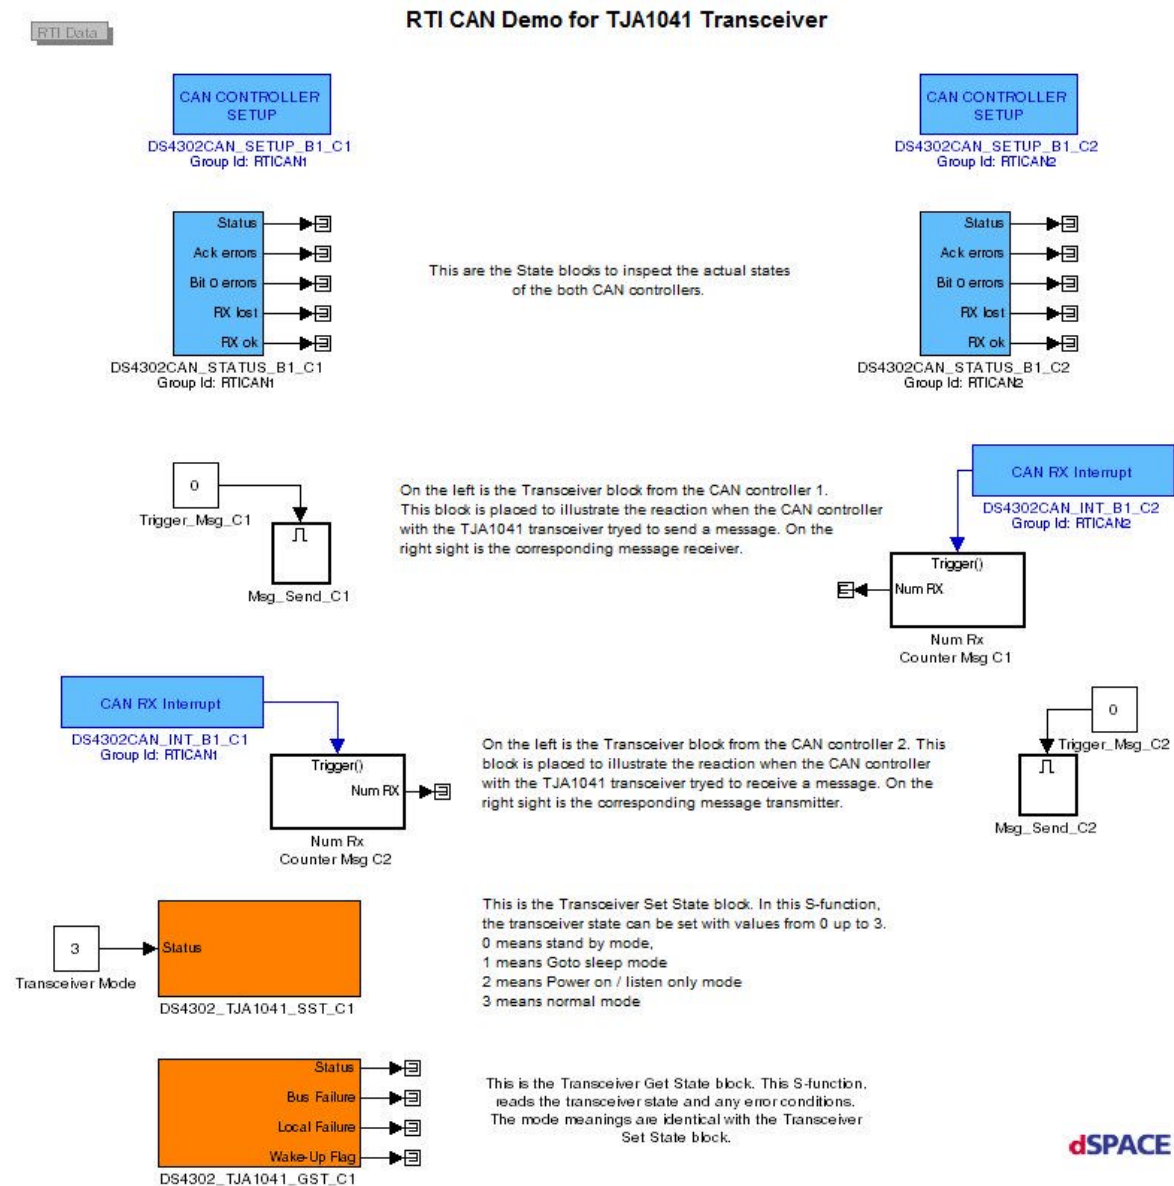 RTI CAN Demo for TJA1041 Transceiver
RTI Data
CAN CONTROLLER
SETUP
DS4302CAN_SETUP_B1_C1
Group Id: RTICAN1
CAN CONTROLLER
SETUP
DS4302CAN_SETUP_B1_C2
Group Id: RTICAN2
Status
Ack errors
Bit 0 errors
RX lost
RX ok
DS4302CAN_STATUS_B1_C1
Group Id: RTICAN1
This are the State blocks to inspect the actual states
of the both CAN controllers.
Status
Ack errors
Bit 0 errors
RX lost
RX ok
DS4302CAN_STATUS_B1_C2
Group Id: RTICAN2
0
Trigger_Msg_C1
Msg_Send_C1
On the left is the Transceiver block from the CAN controller 1.
This block is placed to illustrate the reaction when the CAN controller
with the TJA1041 transceiver tryed to send a message. On the
right sight is the corresponding message receiver.
CAN RX Interrupt
DS4302CAN_INT_B1_C2
Group Id: RTICAN2
Trigger()
Num RX
Num Rx
Counter Msg C1
CAN RX Interrupt
DS4302CAN_INT_B1_C1
Group Id: RTICAN1
Trigger()
Num RX
Num Rx
Counter Msg C2
On the left is the Transceiver block from the CAN controller 2. This
block is placed to illustrate the reaction when the CAN controller
with the TJA1041 transceiver tryed to receive a message. On the
right sight is the corresponding message transmitter.
0
Trigger_Msg_C2
Msg_Send_C2
3
Transceiver Mode
Status
DS4302_TJA1041_SST_C1
This is the Transceiver Set State block. In this S-function,
the transceiver state can be set with values from 0 up to 3.
0 means stand by mode,
1 means Goto sleep mode
2 means Power on / listen only mode
3 means normal mode
Status
Bus Failure
Local Failure
Wake-Up Flag
DS4302_TJA1041_GST_C1
This is the Transceiver Get State block. This S-function,
reads the transceiver state and any error conditions.
The mode meanings are identical with the Transceiver
Set State block.
dSPACE